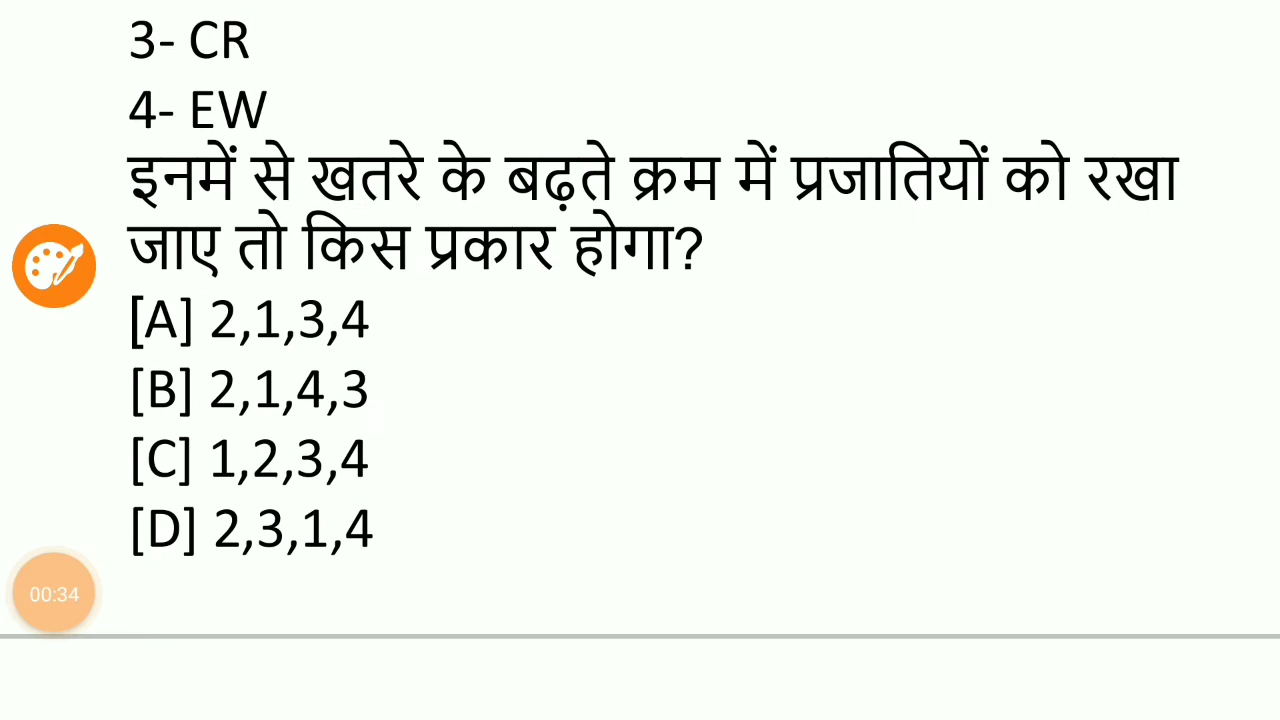 3- CR
4- EW
इनमें से खतरे के बढ़ते क्रम में प्रजातियों को रखा
जाए तो किस प्रकार होगा?
[A] 2,1,3,4
[B] 2,1,4,3
[C] 1,2,3,4
[D] 2,3,1,4
00:34